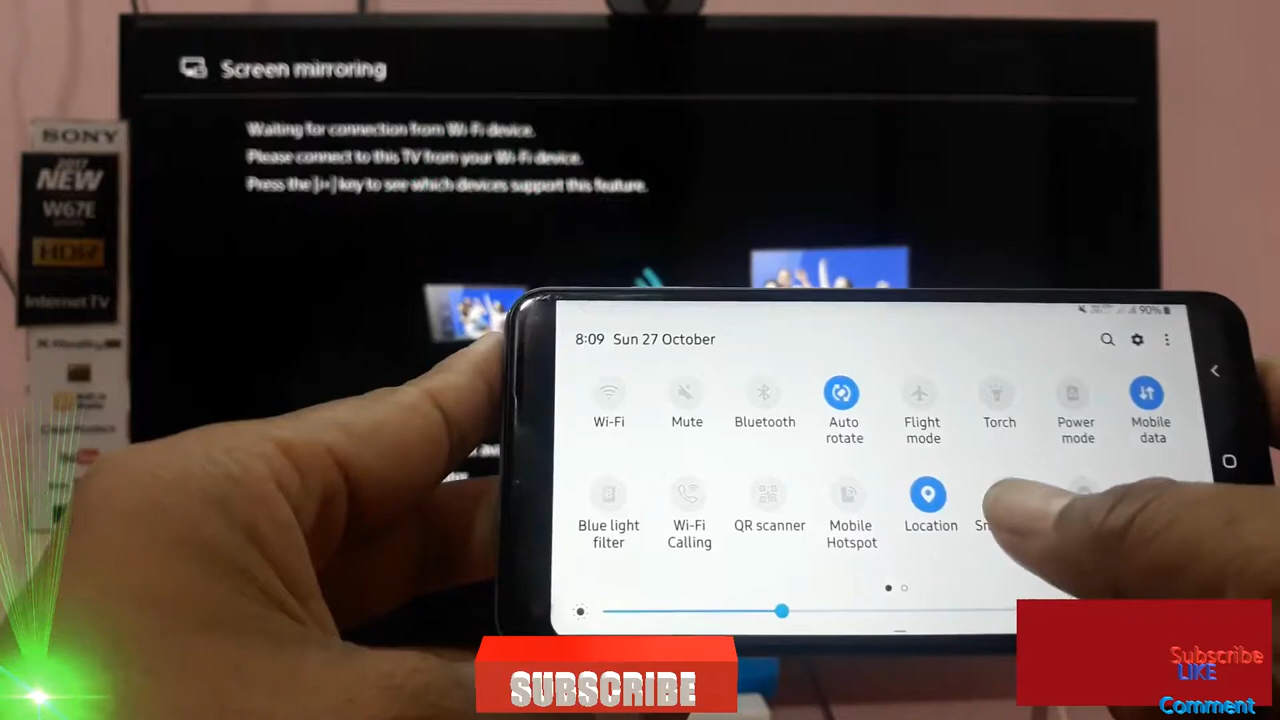 Screen mirroring
Waiting for connection from Wi-Fi device.
Please connect to this TV from your Wi-Fi device.
Press the [i+] key to see which devices support this feature.
SONY
2017
NEW
W67E
HDR
Internet TV
90%
8:09 Sun 27 October
Wi-Fi
Mute
Bluetooth
Auto
rotate
Flight
mode
Torch
Power
mode
Mobile
data
Blue light
filter
Wi-Fi
Calling
QR scanner
Mobile
Hotspot
Location
SUBSCRIBE
Subscribe
LIKE
Comment